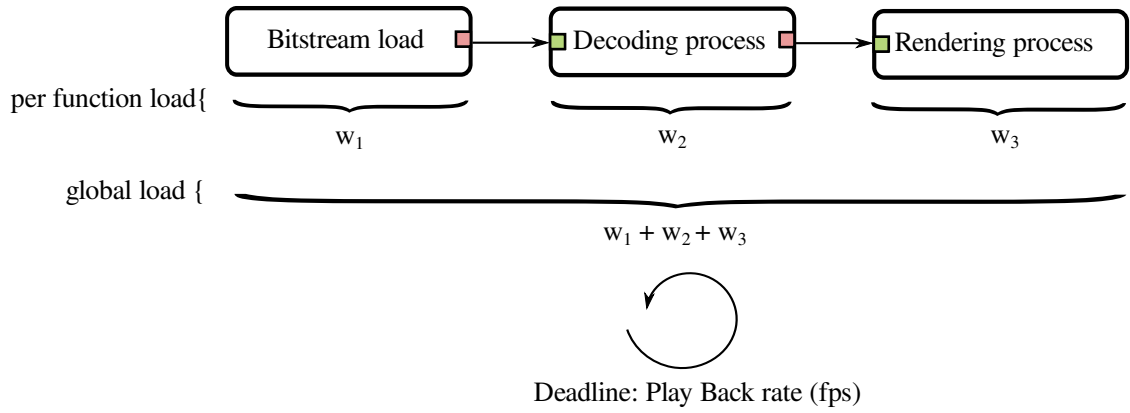 Bitstream load Decoding process Rendering process
per function load{
w₁ w₂ w₃
global load {
w₁ + w₂ + w₃
Deadline: Play Back rate (fps)